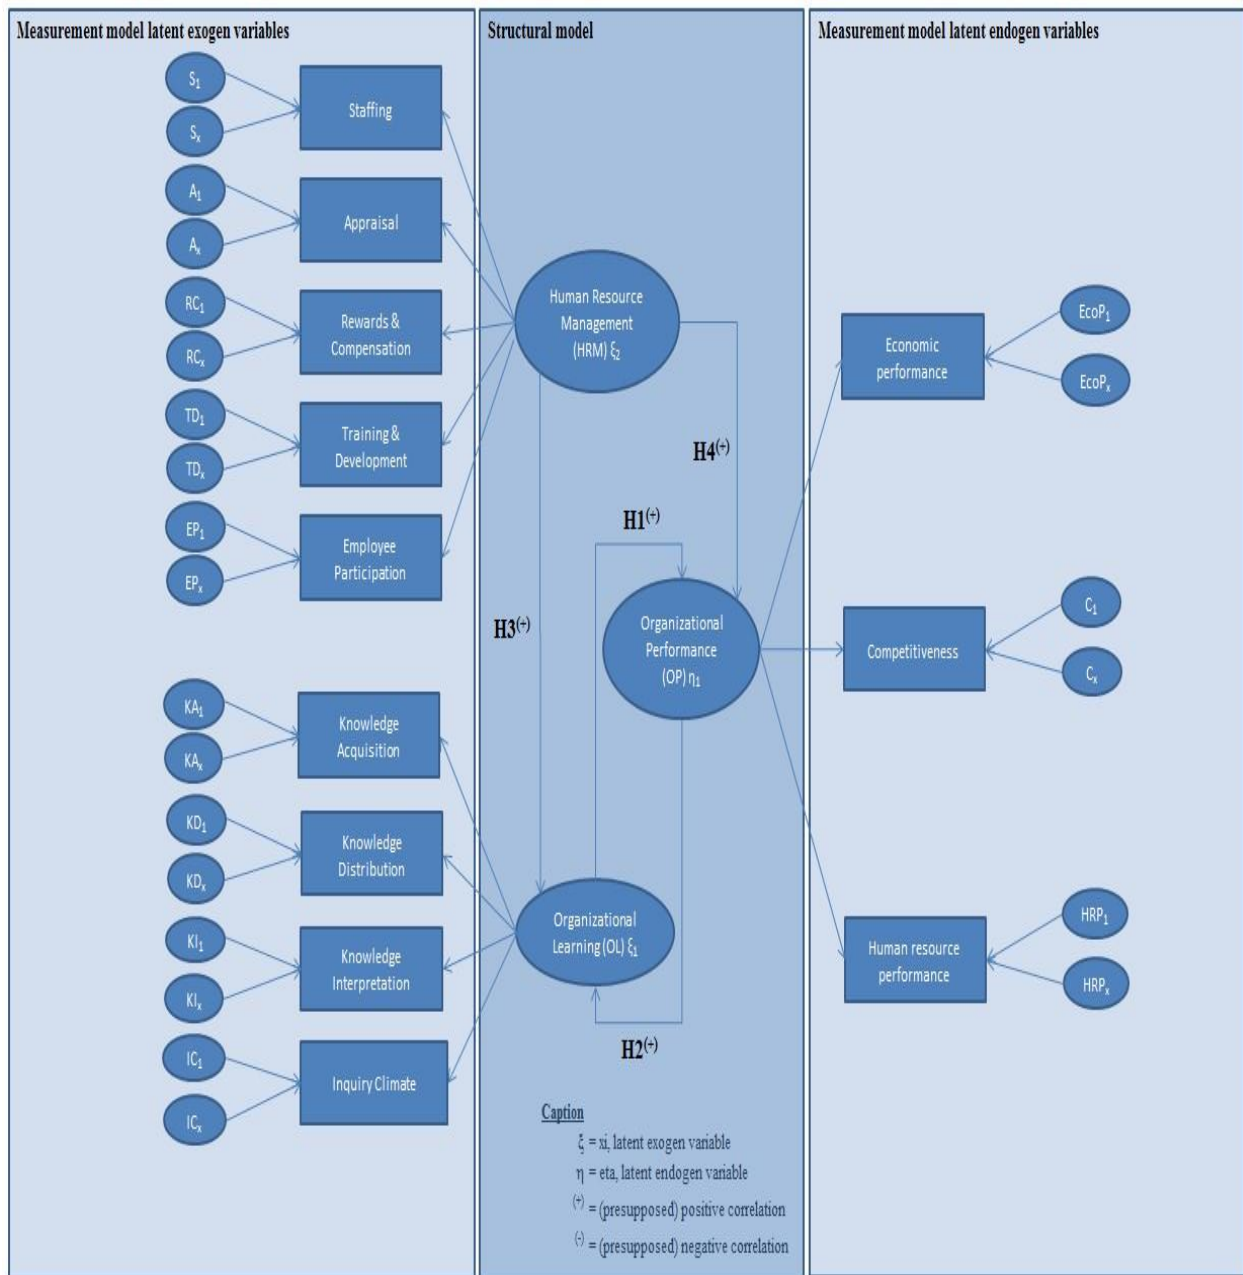 Measurement model latent exogen variables
S1
Sx
Staffing
A1
Ax
Appraisal
RC1
RCx
Rewards &
Compensation
TD1
TDx
Training &
Development
EP1
EPx
Employee
Participation
KA1
KAx
Knowledge
Acquisition
KD1
KDx
Knowledge
Distribution
KI1
KIx
Knowledge
Interpretation
IC1
ICx
Inquiry Climate
Structural model
Human Resource
Management
(HRM) ξ2
H4(+)
H1(+)
H3(+)
Organizational
Performance
(OP) η1
Organizational
Learning (OL) ξ1
H2(+)
Caption
ξ = xi, latent exogen variable
η = eta, latent endogen variable
(+) = (presupposed) positive correlation
(-) = (presupposed) negative correlation
Measurement model latent endogen variables
Economic
performance
EcoP1
EcoPx
Competitiveness
C1
Cx
Human resource
performance
HRP1
HRPx